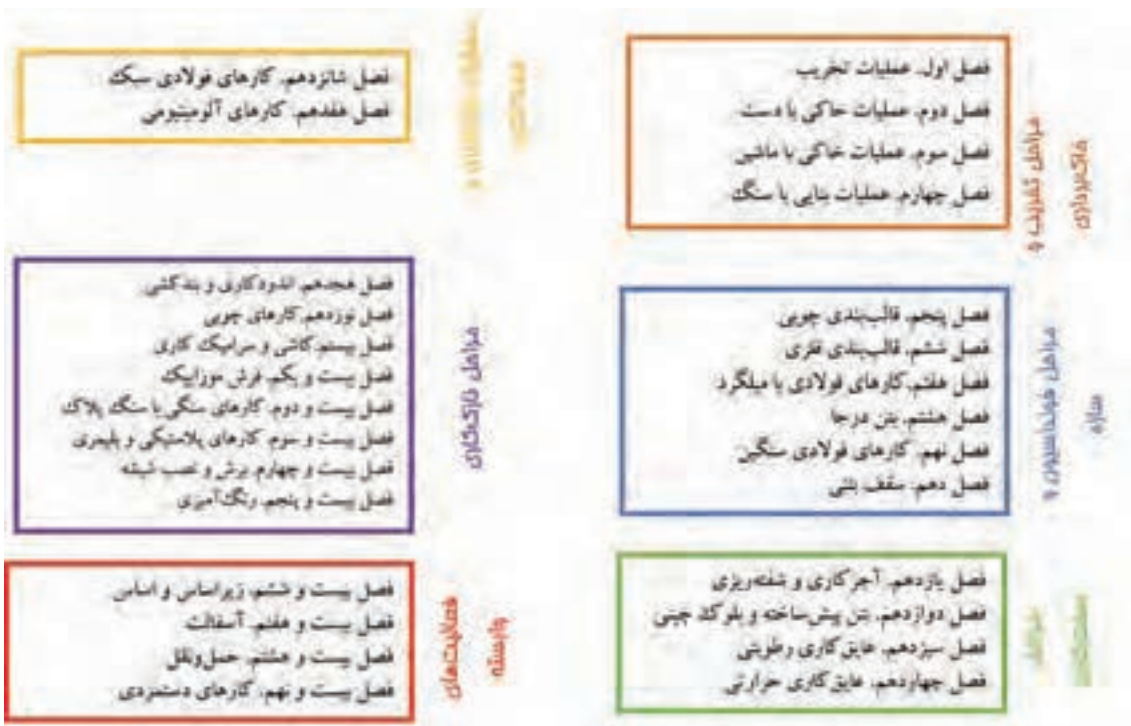 مراحل تخریب و
خاکبرداری
فصل اول. عملیات تخریب
فصل دوم. عملیات خاکی با دست
فصل سوم. عملیات خاکی با ماشین
فصل چهارم. عملیات بنایی با سنگ
مراحل فونداسیون و
سازه
فصل پنجم. قالب‌بندی چوبی
فصل ششم. قالب‌بندی فلزی
فصل هفتم. کارهای فولادی با میلگرد
فصل هشتم. بتن درجا
فصل نهم. کارهای فولادی سنگین
فصل دهم. سقف بتنی
سفت‌کاری
فصل یازدهم. آجرکاری و شفته‌ریزی
فصل دوازدهم. بتن پیش‌ساخته و بلوک چینی
فصل سیزدهم. عایق‌کاری رطوبتی
فصل چهاردهم. عایق‌کاری حرارتی
فصل شانزدهم. کارهای فولادی سبک
فصل هفدهم. کارهای آلومینیومی
مراحل نازک‌کاری
فصل هجدهم. اندودکاری و بندکشی
فصل نوزدهم. کارهای چوبی
فصل بیستم. کاشی و سرامیک کاری
فصل بیست و یکم. فرش موزاییک
فصل بیست و دوم. کارهای سنگی با سنگ پلاک
فصل بیست و سوم. کارهای پلاستیکی و پلیمری
فصل بیست و چهارم. برش و نصب شیشه
فصل بیست و پنجم. رنگ‌آمیزی
فعالیت‌های
وابسته
فصل بیست و ششم. زیراساس و اساس
فصل بیست و هفتم. آسفالت
فصل بیست و هشتم. حمل‌ونقل
فصل بیست و نهم. کارهای دستمزدی